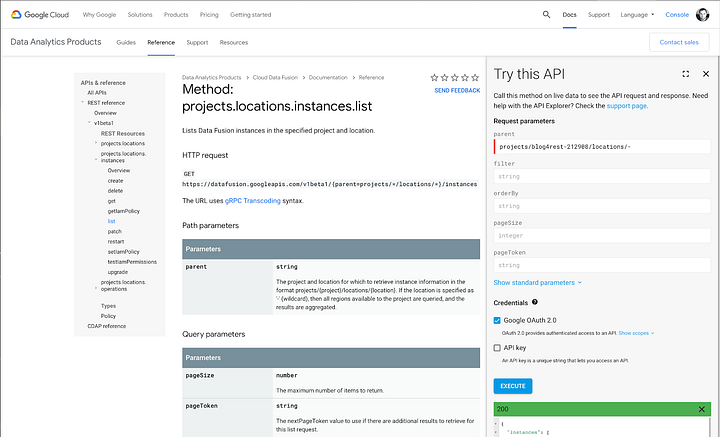 Google Cloud
Why Google
Solutions
Products
Pricing
Getting started
Docs
Support
Language
Console
Data Analytics Products
Guides
Reference
Support
Resources
Contact sales
APIs & reference
All APIs
REST reference
Overview
v1beta1
REST Resources
projects.locations
projects.locations.
instances
Overview
create
delete
get
getIamPolicy
list
patch
restart
setIamPolicy
testIamPermissions
upgrade
projects.locations.
operations
Types
Policy
CDAP reference
Data Analytics Products > Cloud Data Fusion > Documentation > Reference
SEND FEEDBACK
Method:
projects.locations.instances.list
Lists Data Fusion instances in the specified project and location.
HTTP request
GET
https://datafusion.googleapis.com/v1beta1/{parent=projects/*/locations/*}/instances
The URL uses gRPC Transcoding syntax.
Path parameters
Parameters
parent
string
The project and location for which to retrieve instance information in the
format projects/{project}/locations/{location}. If the location is specified as
'-' (wildcard), then all regions available to the project are queried, and the
results are aggregated.
Query parameters
Parameters
pageSize
number
The maximum number of items to return.
pageToken
string
The nextPageToken value to use if there are additional results to retrieve for
this list request.
Try this API
Call this method on live data to see the API request and response. Need
help with the API Explorer? Check the support page.
Request parameters
parent
projects/blog4rest-212908/locations/-
filter
string
orderBy
string
pageSize
integer
pageToken
string
Show standard parameters
Credentials
Google OAuth 2.0
OAuth 2.0 provides authenticated access to an API. Show scopes
API key
An API key is a unique string that lets you access an API.
EXECUTE
200
{
"instances": [